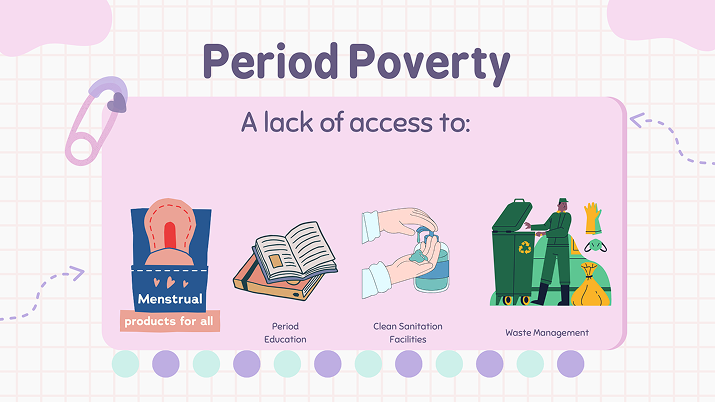 Period Poverty
A lack of access to:
Menstrual
products for all
Period
Education
Clean Sanitation
Facilities
Waste Management